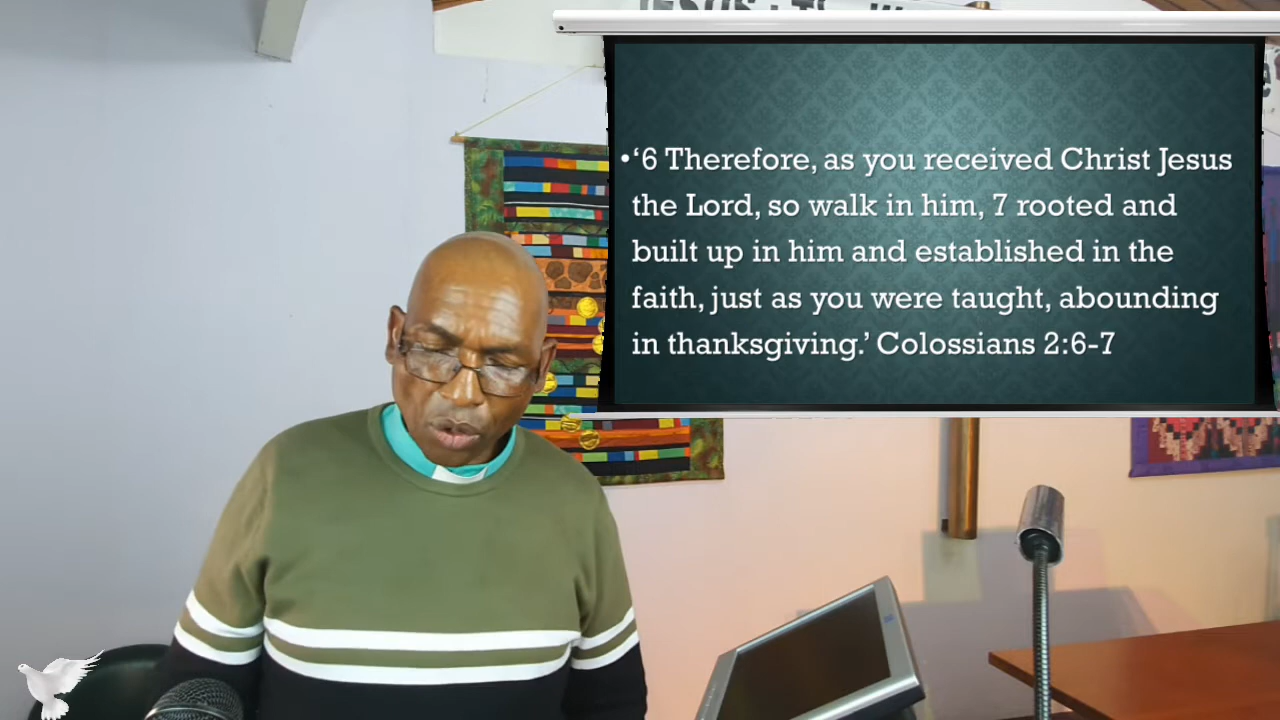 JESUS : T
•‘6 Therefore, as you received Christ Jesus
the Lord, so walk in him, 7 rooted and
built up in him and established in the
faith, just as you were taught, abounding
in thanksgiving.’ Colossians 2:6-7